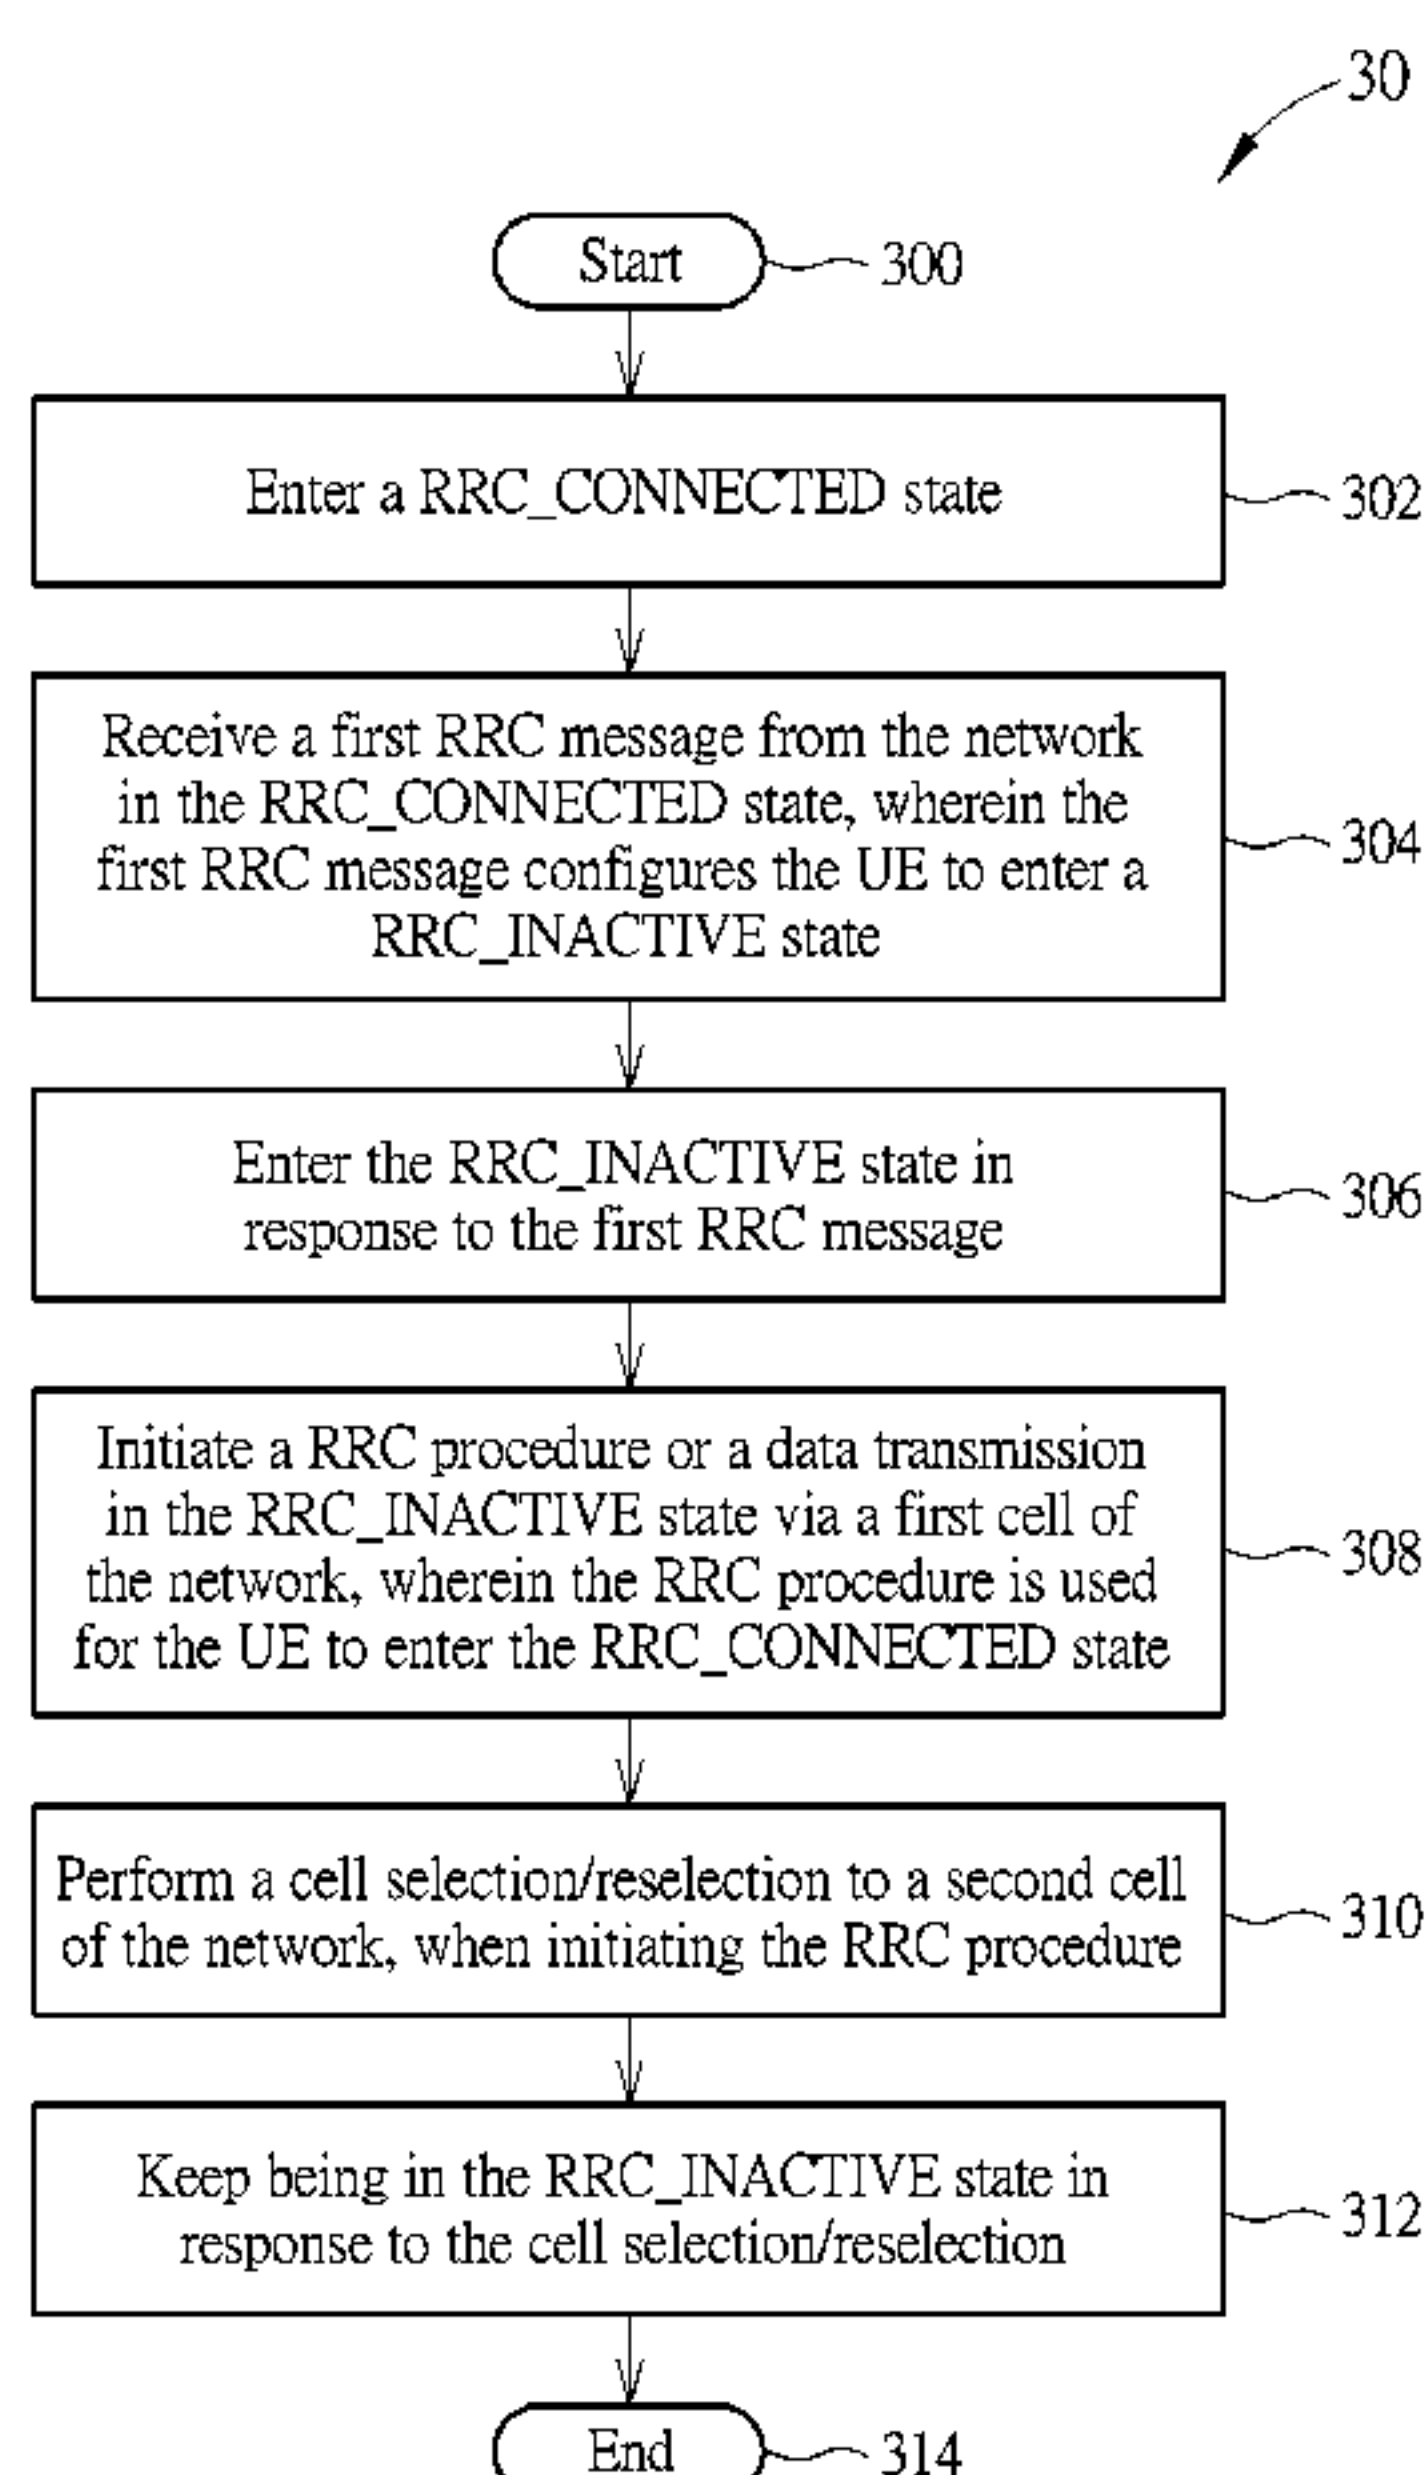 30
Start
300
Enter a RRC_CONNECTED state
302
Receive a first RRC message from the network
in the RRC_CONNECTED state, wherein the
first RRC message configures the UE to enter a
RRC_INACTIVE state
304
Enter the RRC_INACTIVE state in
response to the first RRC message
306
Initiate a RRC procedure or a data transmission
in the RRC_INACTIVE state via a first cell of
the network, wherein the RRC procedure is used
for the UE to enter the RRC_CONNECTED state
308
Perform a cell selection/reselection to a second cell
of the network, when initiating the RRC procedure
310
Keep being in the RRC_INACTIVE state in
response to the cell selection/reselection
312
End
314